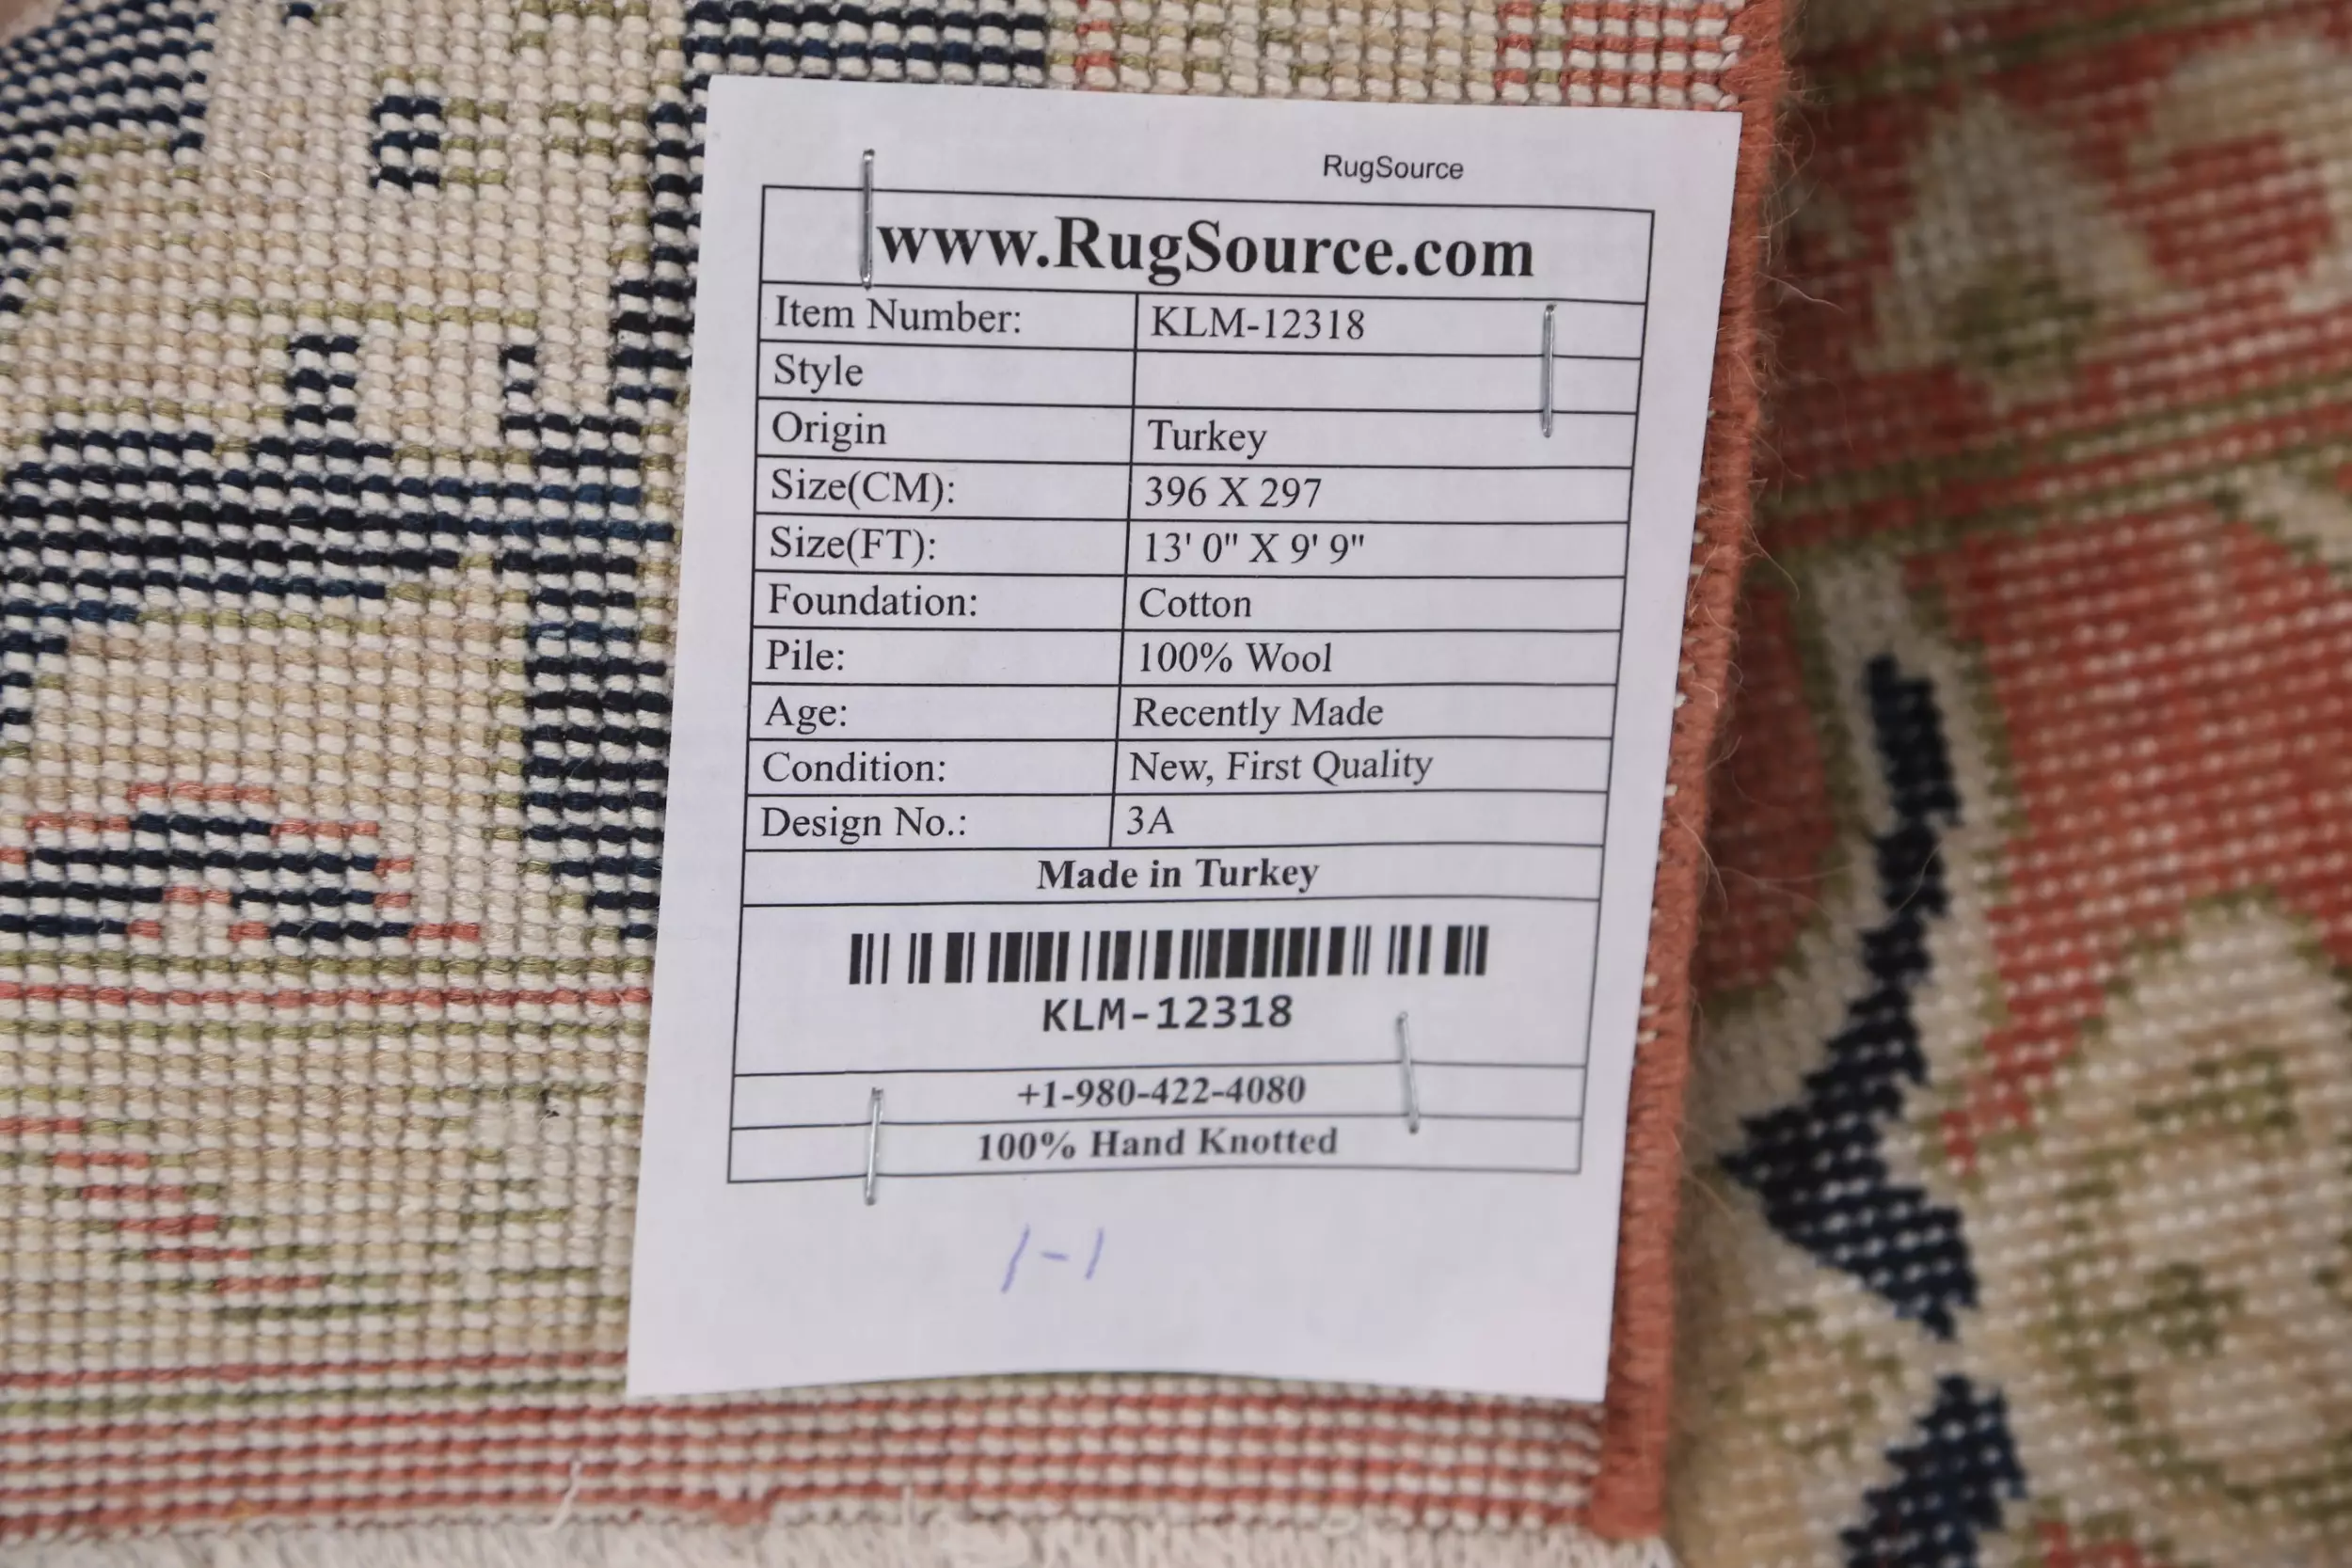 RugSource
www.RugSource.com
Item Number: KLM-12318
Style
Origin Turkey
Size(CM): 396 X 297
Size(FT): 13' 0" X 9' 9"
Foundation: Cotton
Pile: 100% Wool
Age: Recently Made
Condition: New, First Quality
Design No.: 3A
Made in Turkey
KLM-12318
+1-980-422-4080
100% Hand Knotted
1-1